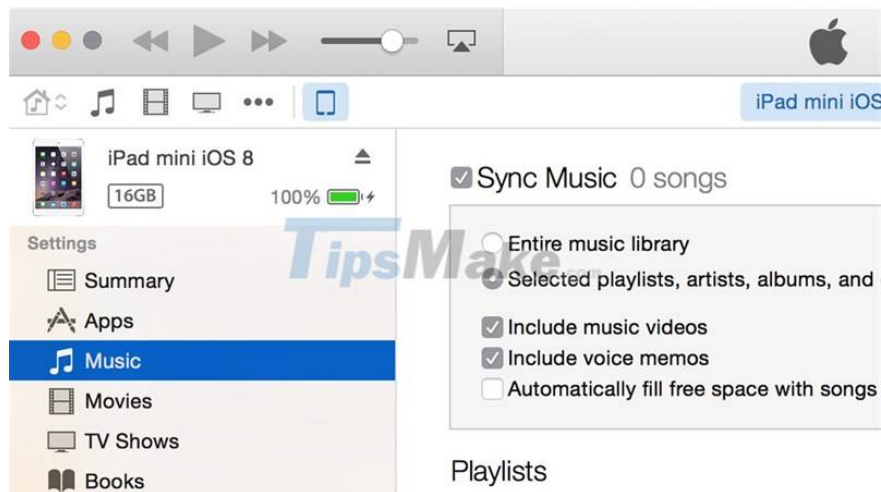 iPad mini iOS
iPad mini iOS 8
16GB
100%
Settings
Summary
Apps
Music
Movies
TV Shows
Books
Sync Music 0 songs
Entire music library
Selected playlists, artists, albums, and
Include music videos
Include voice memos
Automatically fill free space with songs
Playlists
TipsMake.com